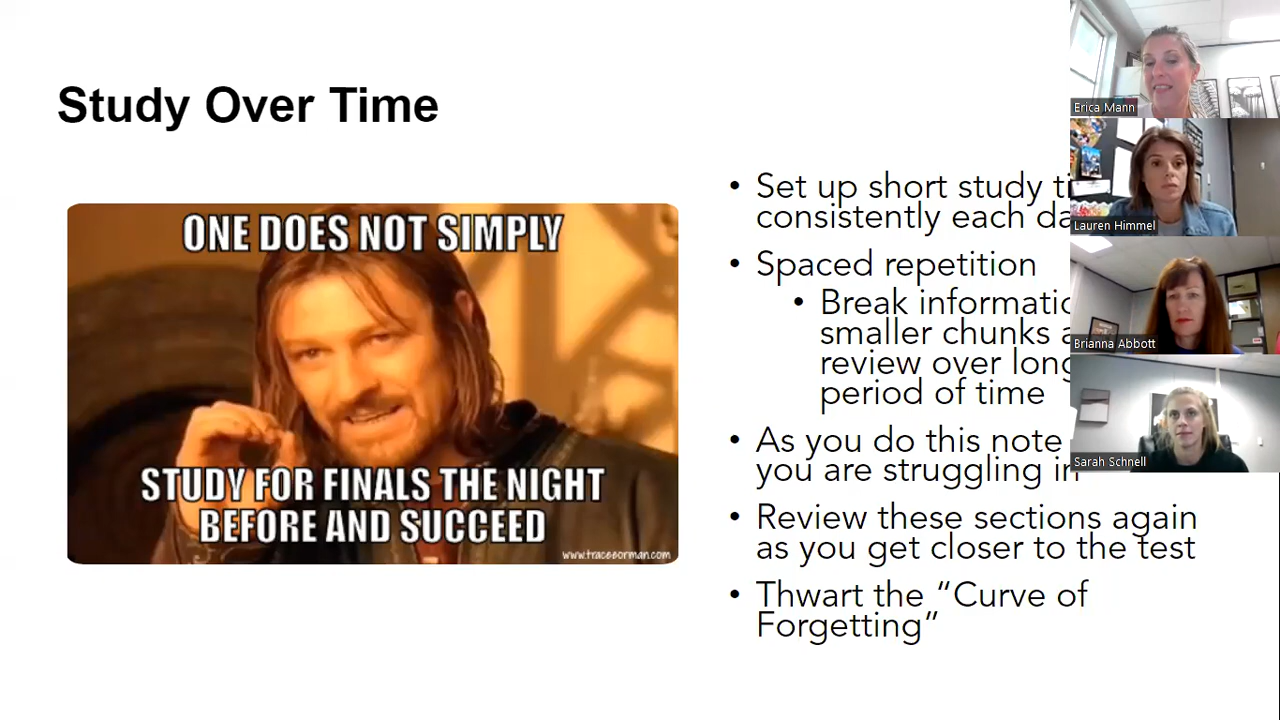 Study Over Time
ONE DOES NOT SIMPLY
STUDY FOR FINALS THE NIGHT
BEFORE AND SUCCEED
www.traceeorman.com
• Set up short study
consistently each
• Spaced repetition
• Break
smaller chunks
review over
period of time
• As you do this note
you are struggling in
• Review these sections again
as you get closer to the test
• Thwart the “Curve of
Forgetting”
Erica Mann
Lauren Himmel
Brianna Abbott
Sarah Schnell